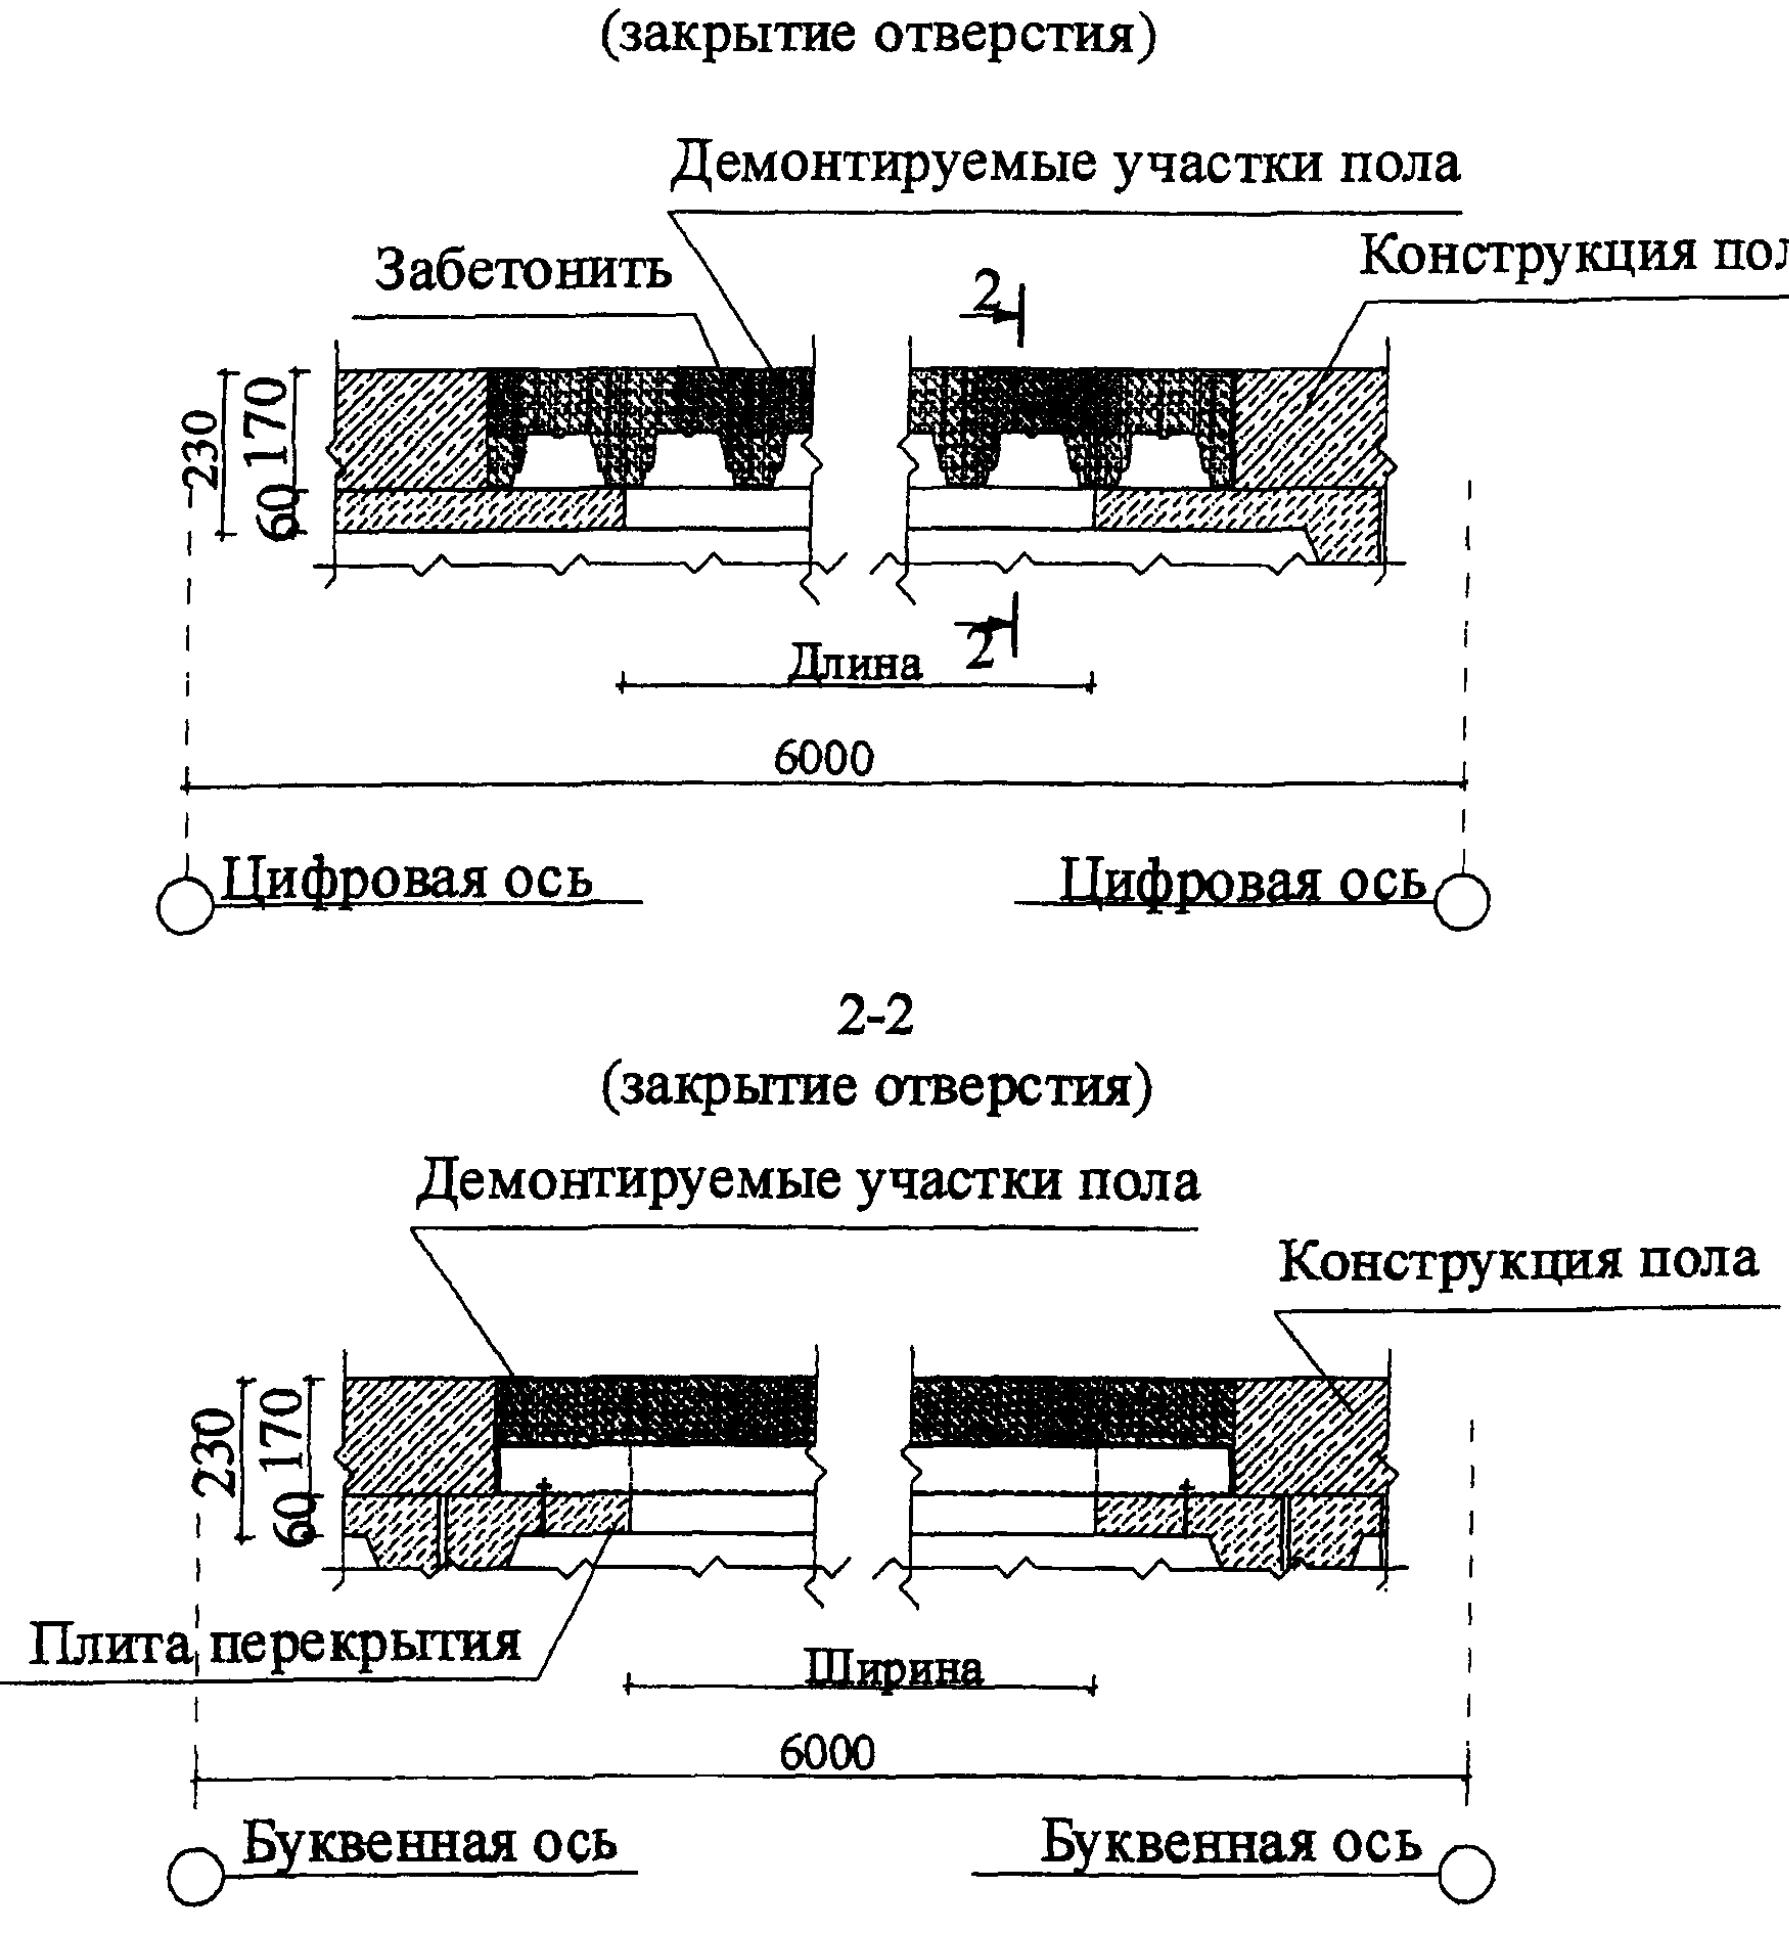 (закрытие отверстия)
Демонтируемые участки пола
Конструкция пол
Забетонить
2
230
170
60
2
Длина
6000
Цифровая ось
Цифровая ось
2-2
(закрытие отверстия)
Демонтируемые участки пола
Конструкция пола
230
170
60
Плита перекрытия
Ширина
6000
Буквенная ось
Буквенная ось